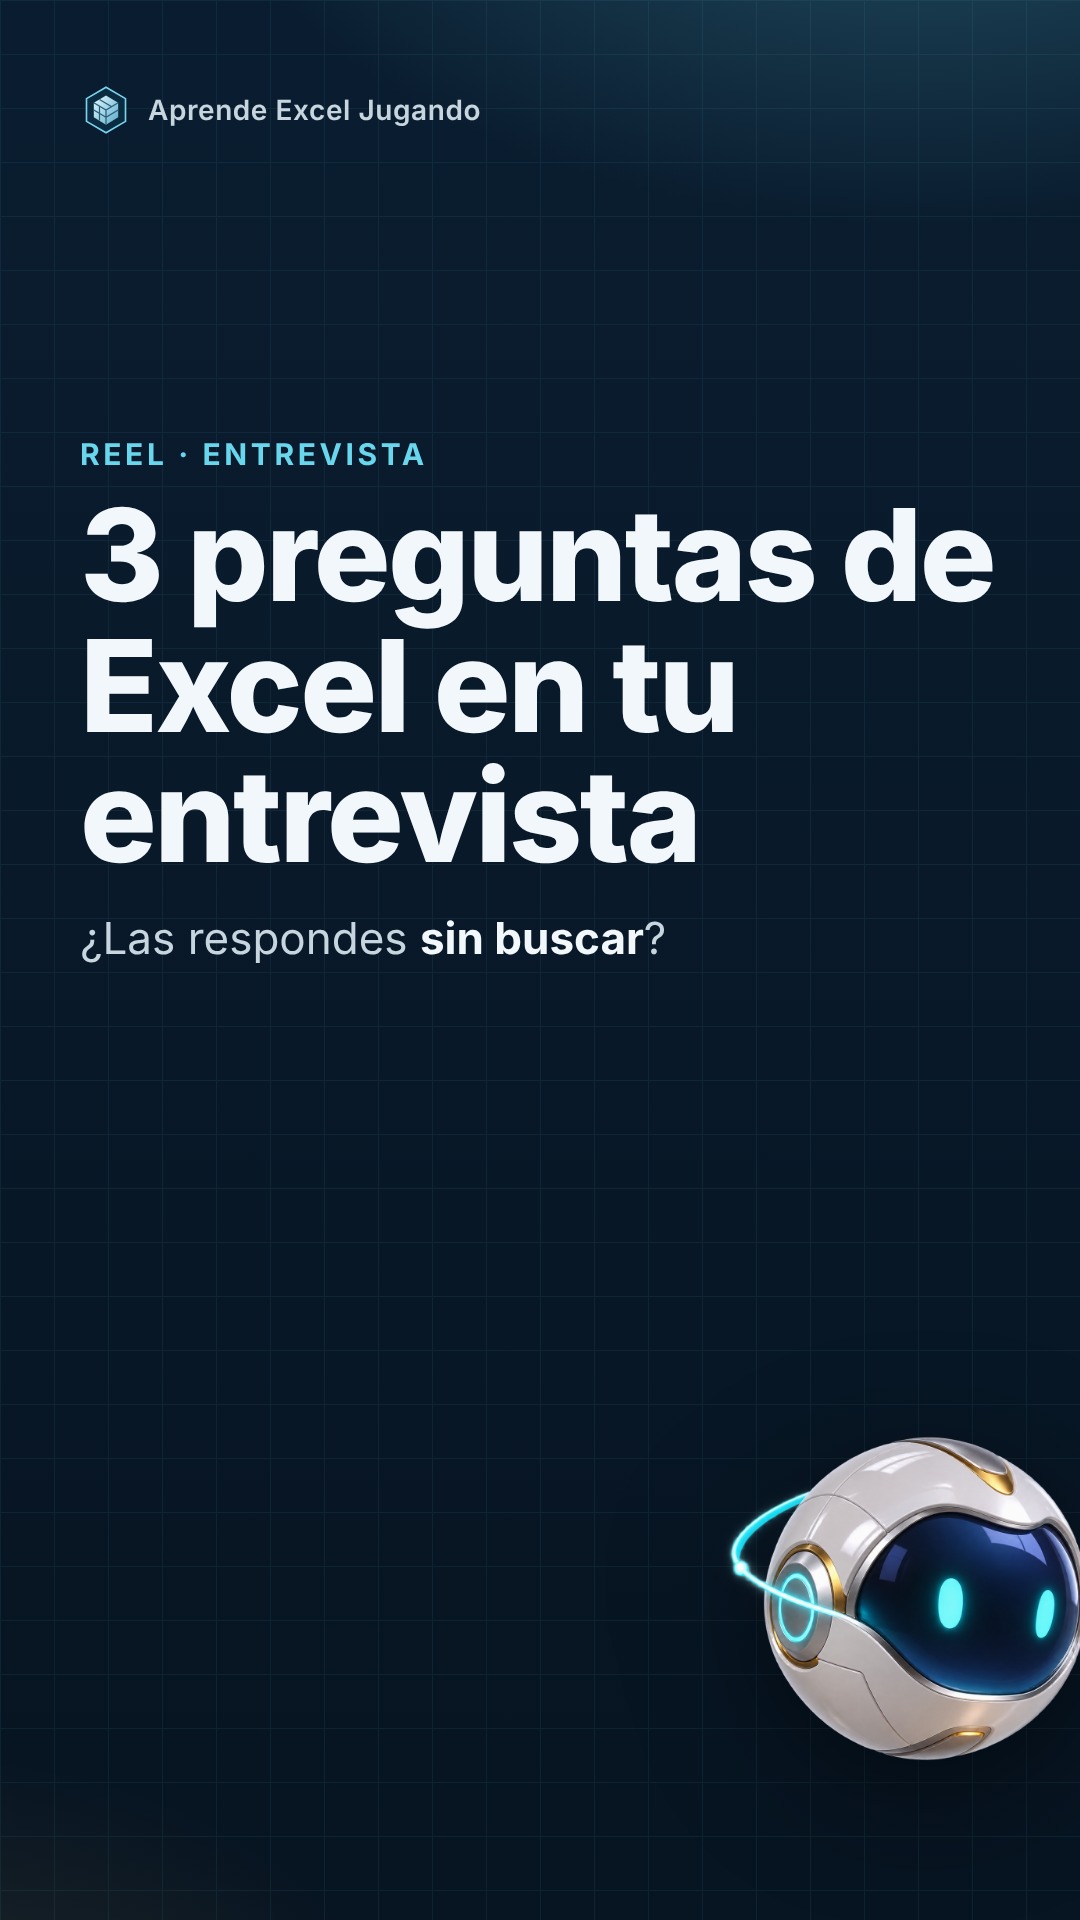 Aprende Excel Jugando
REEL · ENTREVISTA
3 preguntas de
Excel en tu
entrevista
¿Las respondes sin buscar?